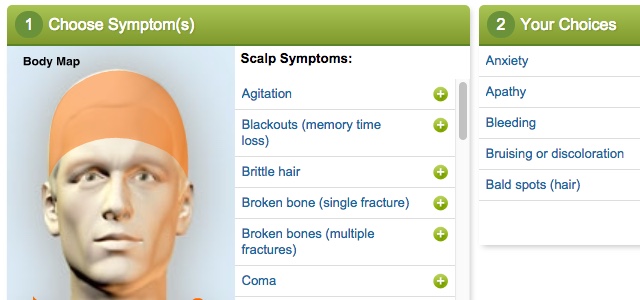 1 Choose Symptom(s)
Body Map
Scalp Symptoms:
Agitation
Blackouts (memory time
loss)
Brittle hair
Broken bone (single fracture)
Broken bones (multiple
fractures)
Coma
2 Your Choices
Anxiety
Apathy
Bleeding
Bruising or discoloration
Bald spots (hair)